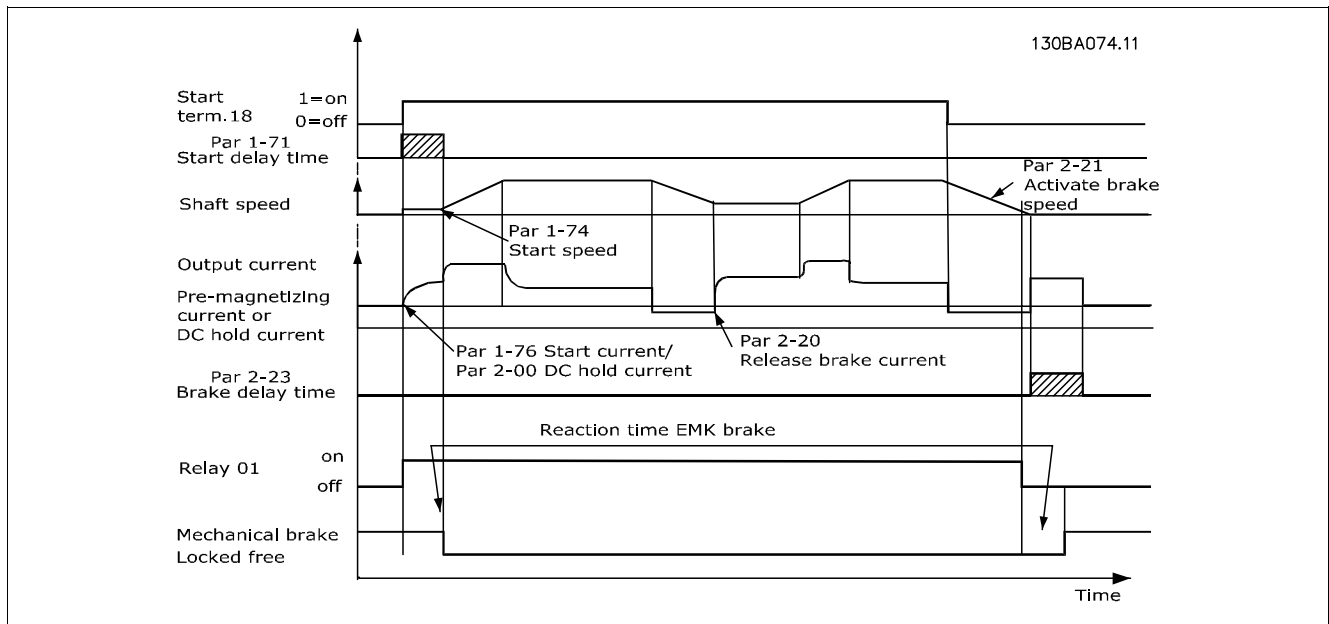 130BA074.11
Start 1=on
term.18 0=off
Par 1-71
Start delay time
Par 2-21
Activate brake
speed
Shaft speed
Par 1-74
Start speed
Output current
Pre-magnetizing
current or
DC hold current
Par 2-20
Release brake current
Par 1-76 Start current/
Par 2-00 DC hold current
Par 2-23
Brake delay time
Reaction time EMK brake
on
Relay 01
off
Mechanical brake
Locked free
Time